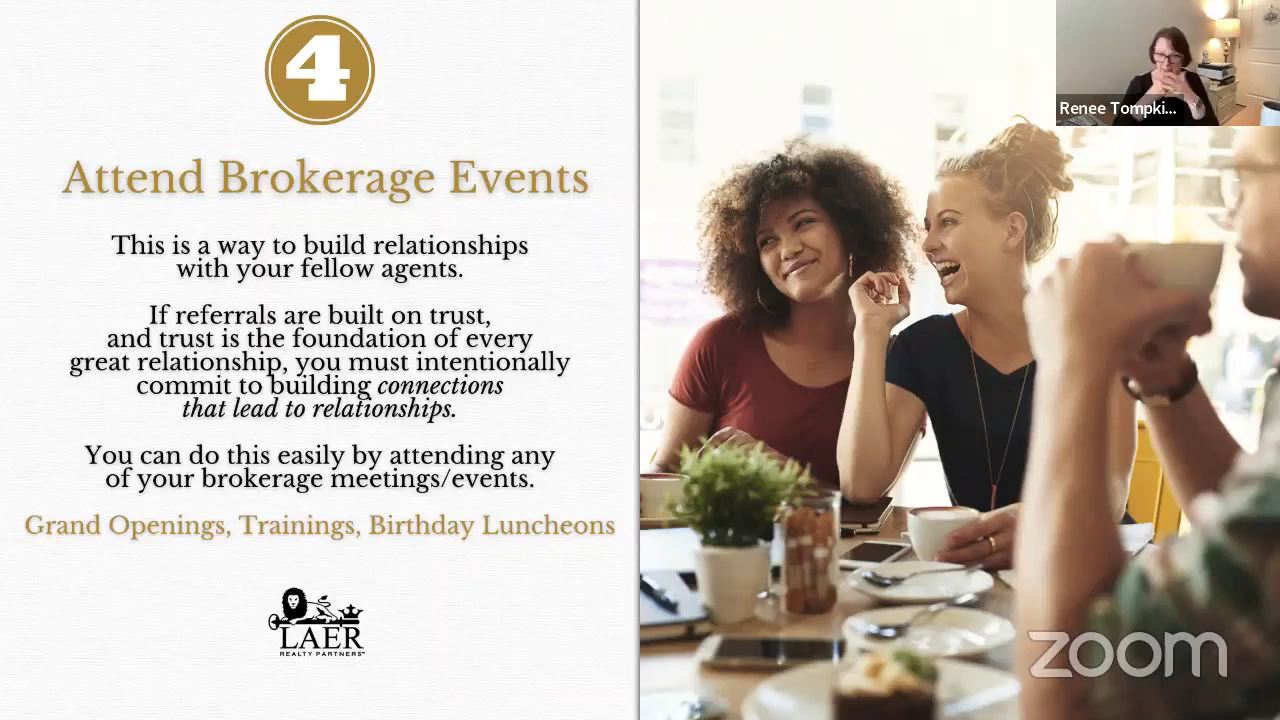 4
Attend Brokerage Events
This is a way to build relationships
with your fellow agents.
If referrals are built on trust,
and trust is the foundation of every
great relationship, you must intentionally
commit to building connections
that lead to relationships.
You can do this easily by attending any
of your brokerage meetings/events.
Grand Openings, Trainings, Birthday Luncheons
LAER
REALTY PARTNERS™
Renee Tompki...
zoom